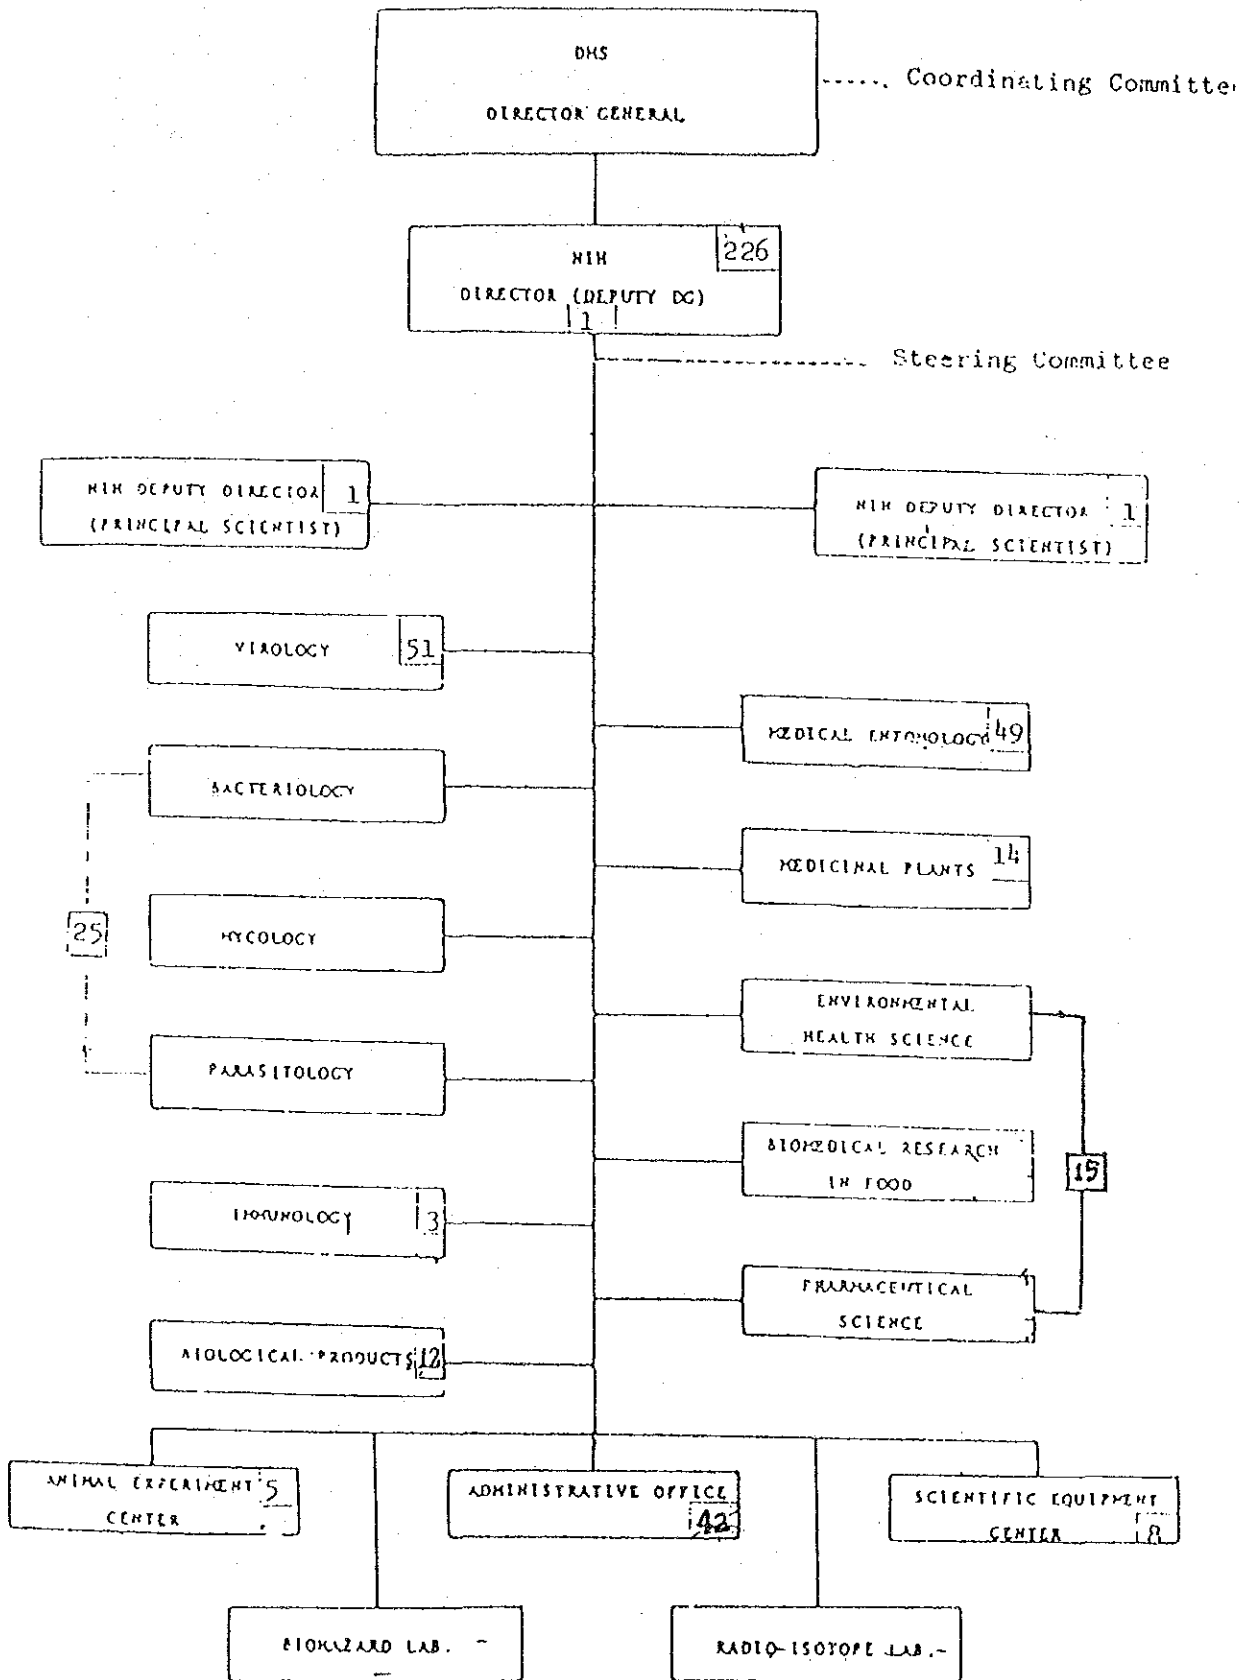 DMS
DIRECTOR GENERAL
Coordinating Committe
226
NIH
DIRECTOR (DEPUTY DG)
1
Steering Committee
NIH DEPUTY DIRECTOR 1
(PRINCIPAL SCIENTIST)
NIH DEPUTY DIRECTOR 1
(PRINCIPAL SCIENTIST)
VIROLOGY 51
MEDICAL ENTOMOLOGY 49
BACTERIOLOGY
MEDICINAL PLANTS 14
25
MYCOLOGY
ENVIRONMENTAL
HEALTH SCIENCE
PARASITOLOGY
BIOMEDICAL RESEARCH
IN FOOD
15
IMMUNOLOGY 3
PHARMACEUTICAL
SCIENCE
BIOLOGICAL PRODUCTS 12
ANIMAL EXPERIMENT 5
CENTER
ADMINISTRATIVE OFFICE
42
SCIENTIFIC EQUIPMENT
CENTER 8
BIOHAZARD LAB. -
RADIO-ISOTOPE LAB. -